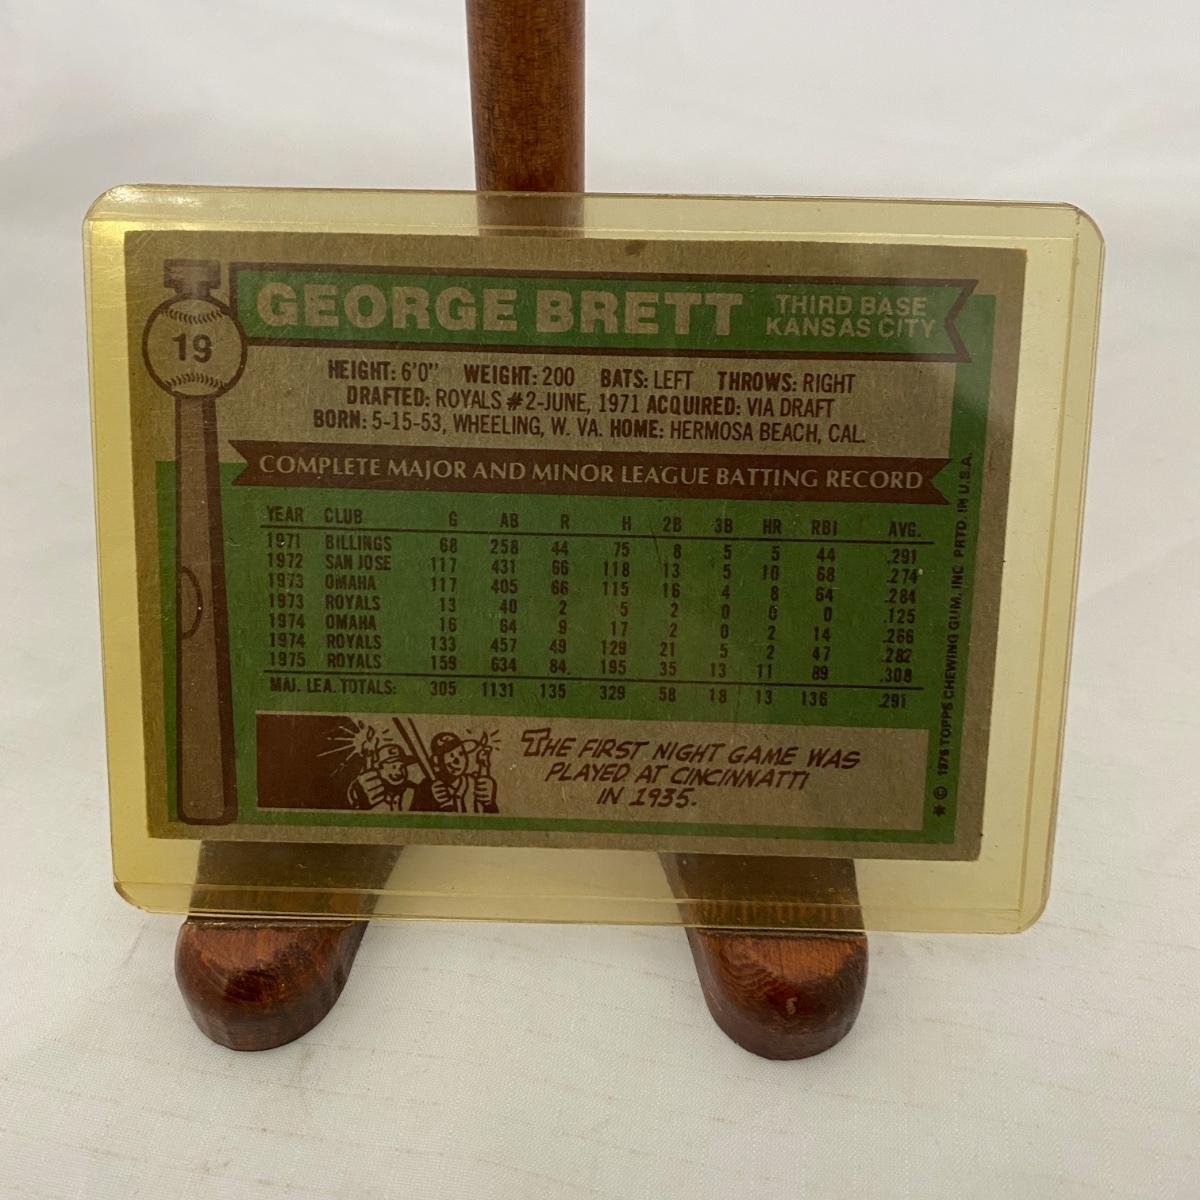 19
GEORGE BRETT
THIRD BASE
KANSAS CITY
HEIGHT: 6'0" WEIGHT: 200 BATS: LEFT THROWS: RIGHT
DRAFTED: ROYALS #2-JUNE, 1971 ACQUIRED: VIA DRAFT
BORN: 5-15-53, WHEELING, W. VA. HOME: HERMOSA BEACH, CAL.
COMPLETE MAJOR AND MINOR LEAGUE BATTING RECORD
YEAR CLUB G AB R H 2B 3B HR RBI AVG.
1971 BILLINGS 68 258 44 75 8 5 5 44 .291
1972 SAN JOSE 117 431 66 118 13 5 10 68 .274
1973 OMAHA 117 405 66 115 16 4 8 64 .284
1973 ROYALS 13 40 2 5 2 0 0 0 .125
1974 OMAHA 16 64 9 17 2 0 2 14 .266
1974 ROYALS 133 457 49 129 21 5 2 47 .282
1975 ROYALS 159 634 84 195 35 13 11 89 .308
MAJ. LEA. TOTALS: 305 1131 135 329 58 18 13 136 .291
THE FIRST NIGHT GAME WAS
PLAYED AT CINCINNATTI
IN 1935.
* © 1976 TOPPS CHEWING GUM, INC. PRTD. IN U.S.A.